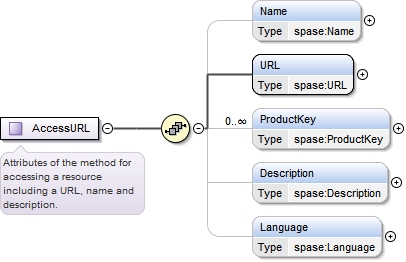 Name
Type spase:Name
URL
Type spase:URL
0..∞
ProductKey
Type spase:ProductKey
AccessURL
Attributes of the method for
accessing a resource
including a URL, name and
description.
Description
Type spase:Description
Language
Type spase:Language